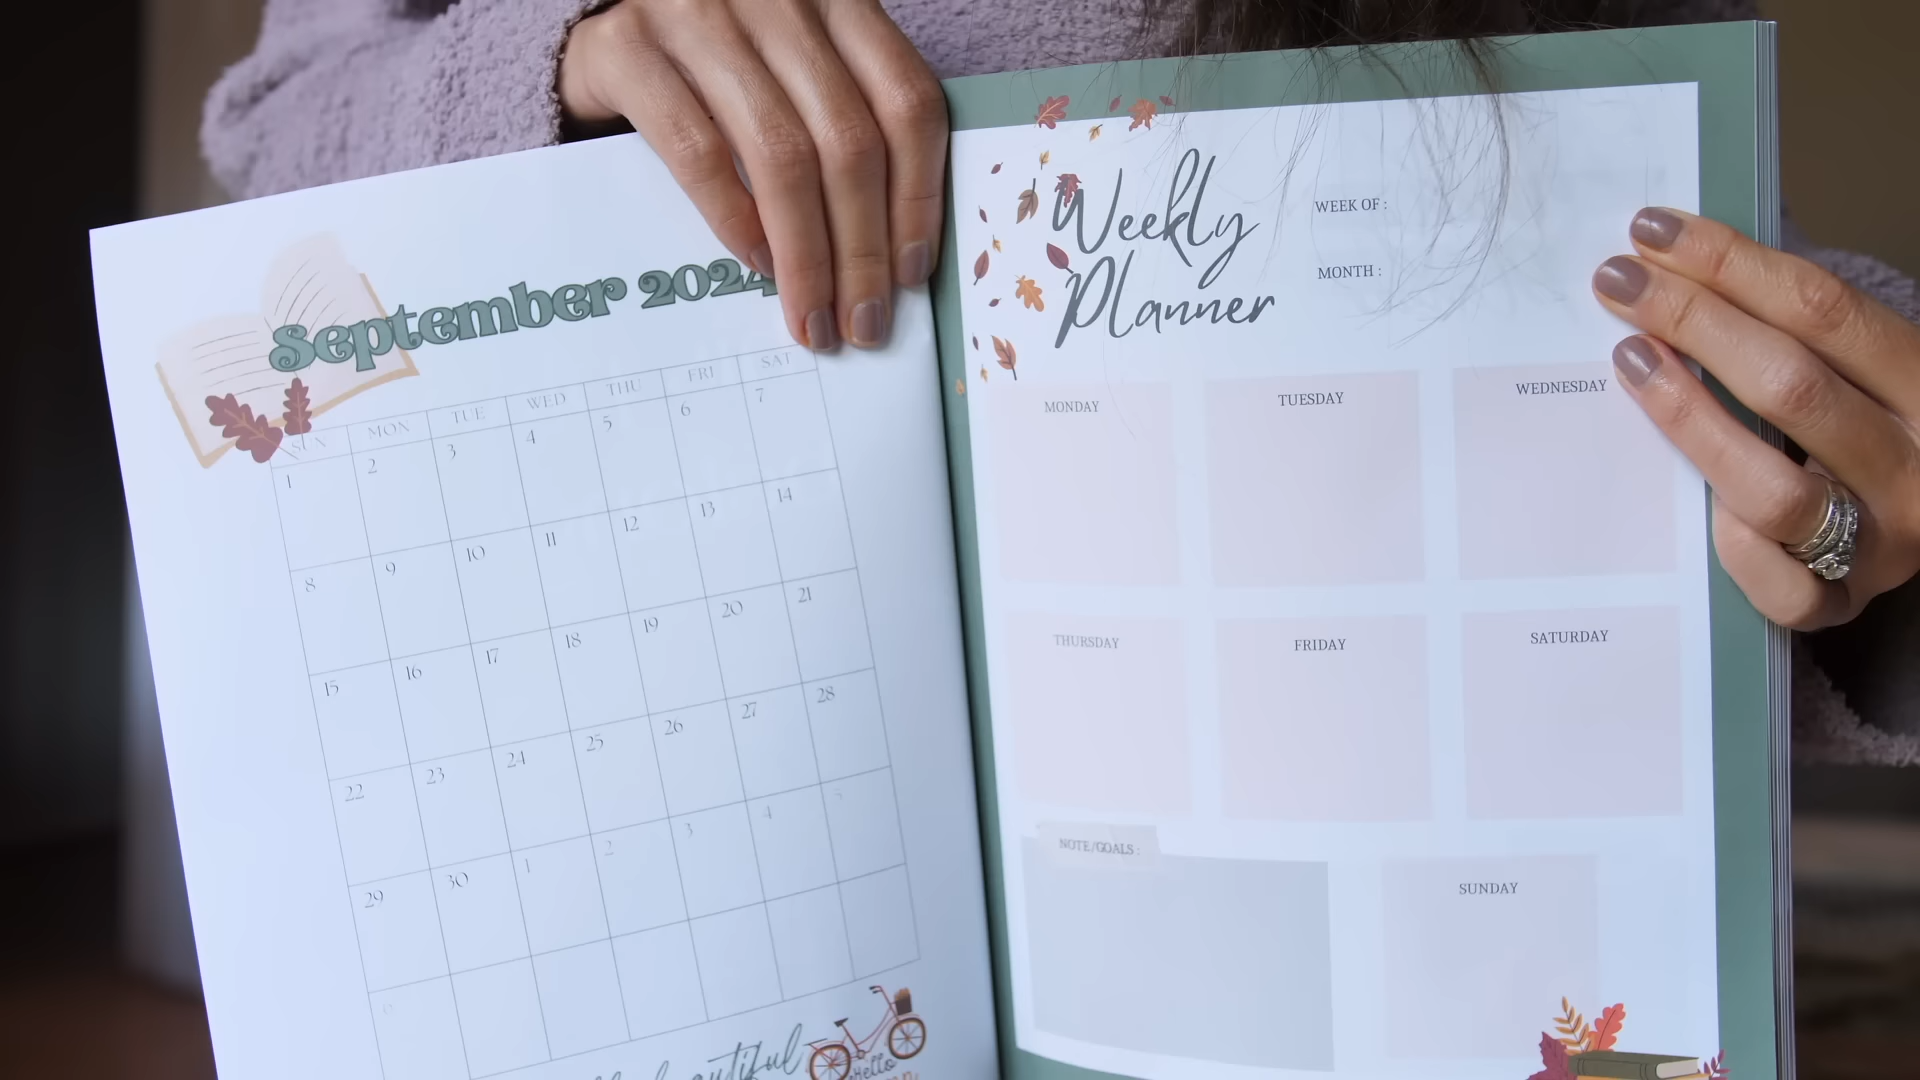 September 2024
SUN MON TUE WED THU FRI SAT
1 2 3 4 5 6 7
8 9 10 11 12 13 14
15 16 17 18 19 20 21
22 23 24 25 26 27 28
29 30 1 2 3 4 5
6
beautiful
Hello
Weekly
Planner
WEEK OF :
MONTH :
MONDAY TUESDAY WEDNESDAY
THURSDAY FRIDAY SATURDAY
NOTE/GOALS :
SUNDAY